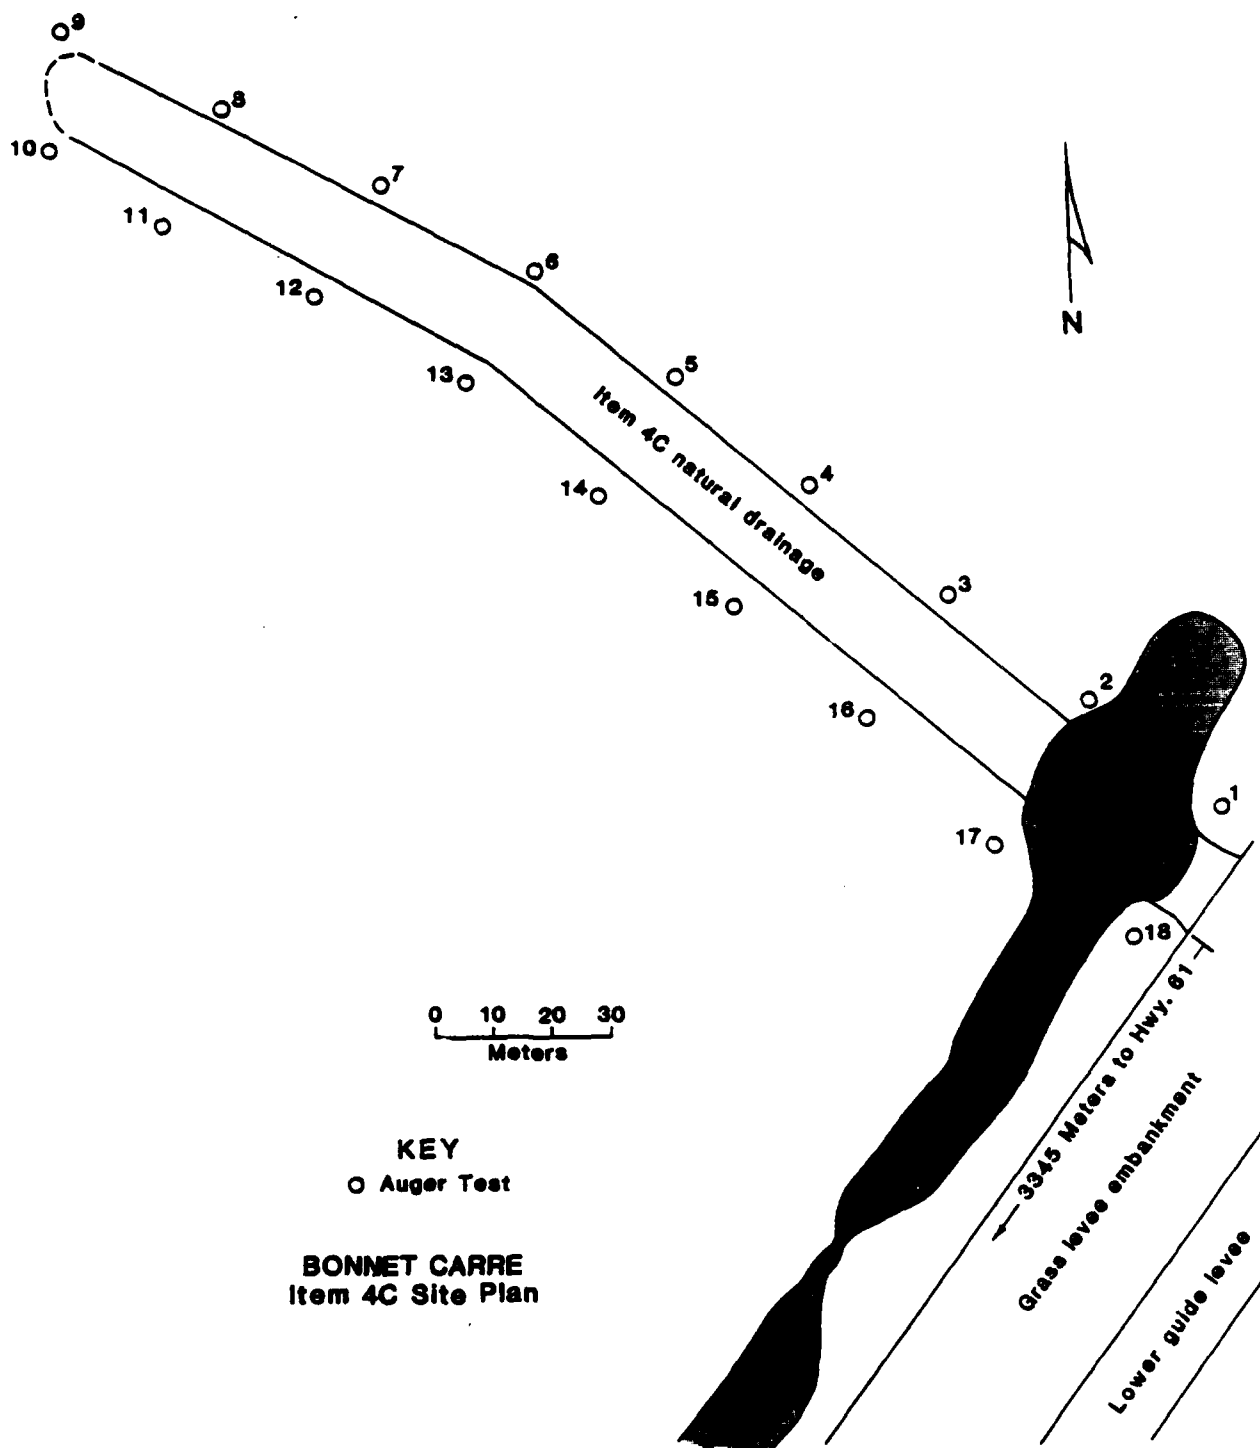 9
8
7
10
11
6
12
N
13
5
Item 4C natural drainage
14
4
15
3
2
16
1
17
18
0 10 20 30
Meters
3345 Meters to Hwy. 61
Grass levee embankment
KEY
Auger Test
Lower guide levee
BONNET CARRE
Item 4C Site Plan